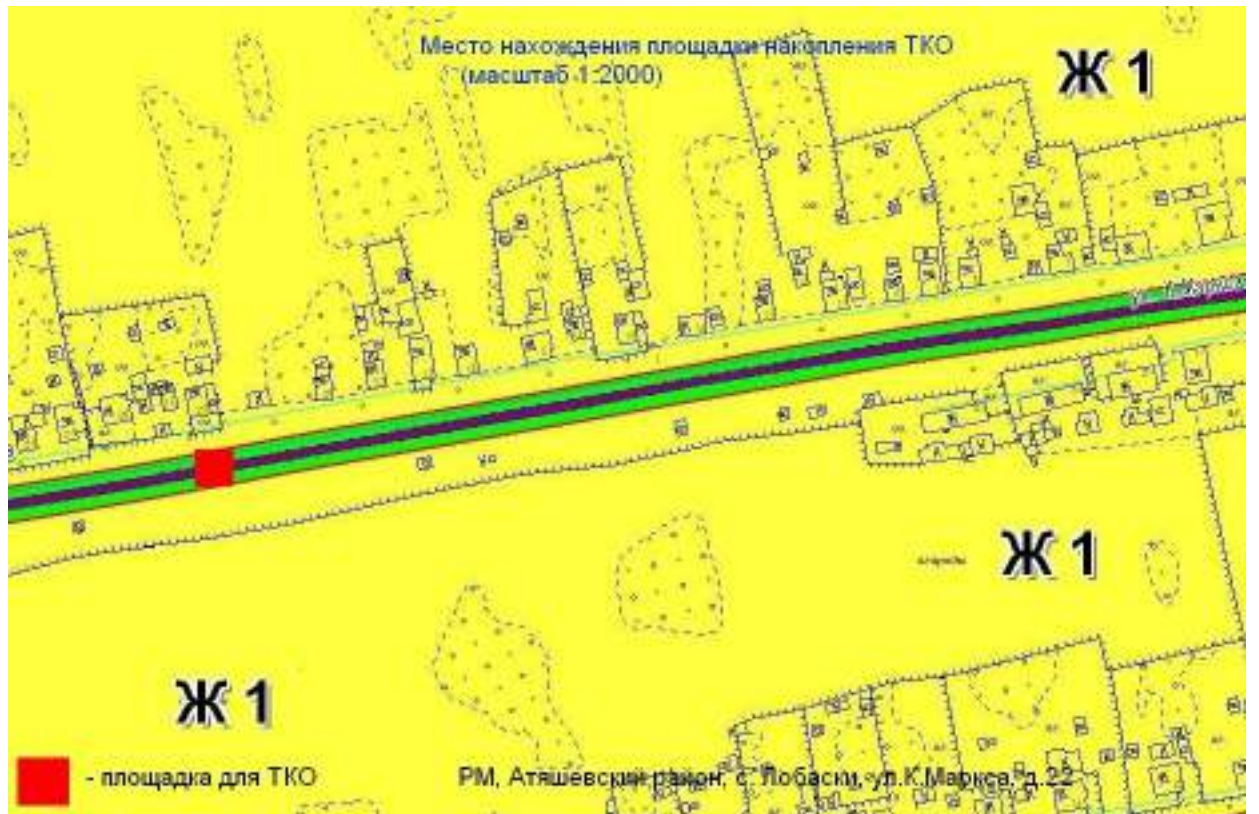 Место нахождения площадки накопления ТКО
(масштаб 1:2000)
Ж 1
Ж 1
Ж 1
- площадка для ТКО
РМ, Атяшевский район, с. Лобаски, ул.К.Маркса, д.22